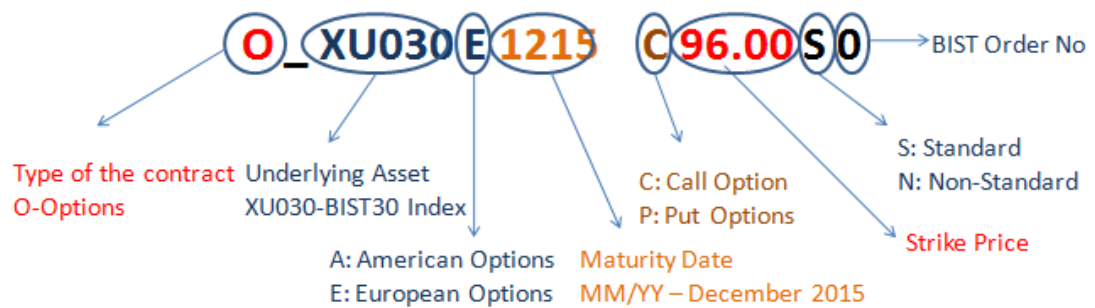 O_XU030E1215 C96.00S0
BIST Order No
Type of the contract
O-Options
Underlying Asset
XU030-BIST30 Index
A: American Options
E: European Options
Maturity Date
MM/YY – December 2015
C: Call Option
P: Put Options
Strike Price
S: Standard
N: Non-Standard